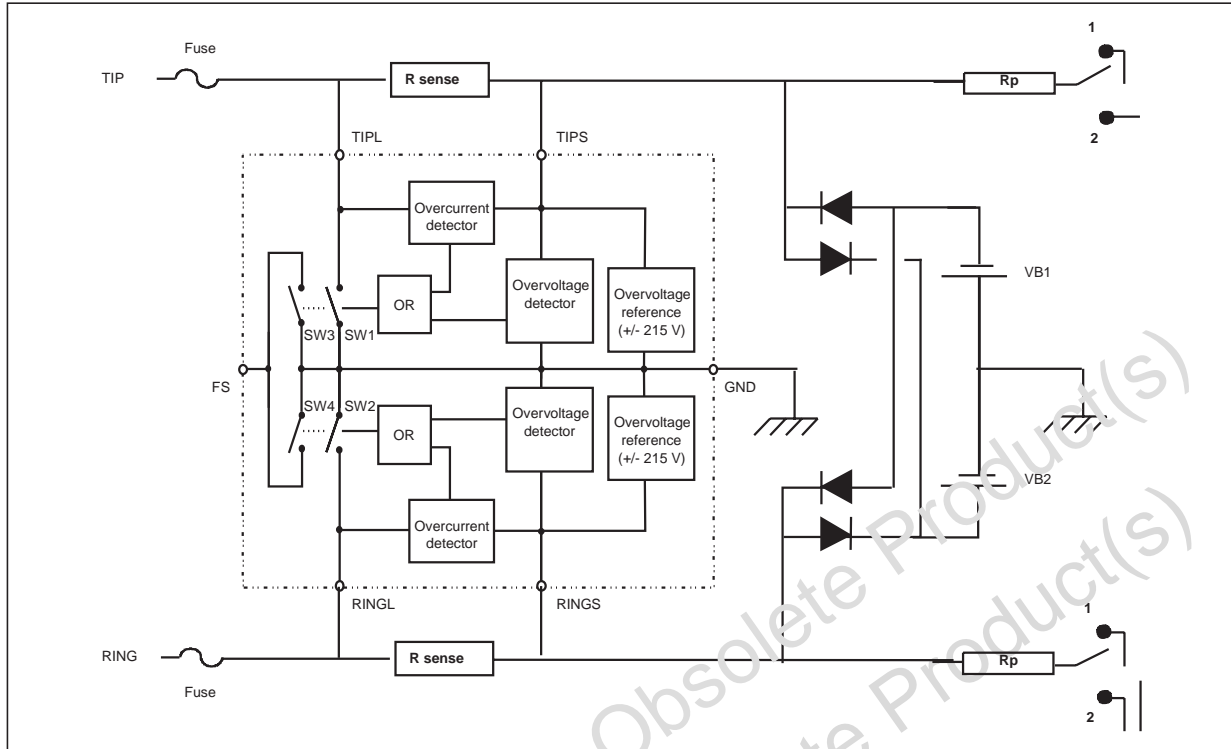 1
Fuse
TIP
R sense
Rp
2
TIPL
TIPS
Overcurrent
detector
VB1
OR
Overvoltage
detector
Overvoltage
reference
(+/- 215 V)
SW3
SW1
FS
GND
SW4
SW2
OR
Overvoltage
detector
Overvoltage
reference
(+/- 215 V)
VB2
Overcurrent
detector
RINGL
RINGS
1
RING
R sense
Rp
Fuse
2
Obsolete Product(s)
Obsolete Product(s)